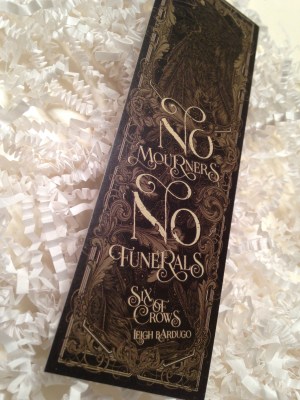 No
MOURNERS
No
FUNERALS
SIX
OF
CROWS
LEIGH BARDUGO